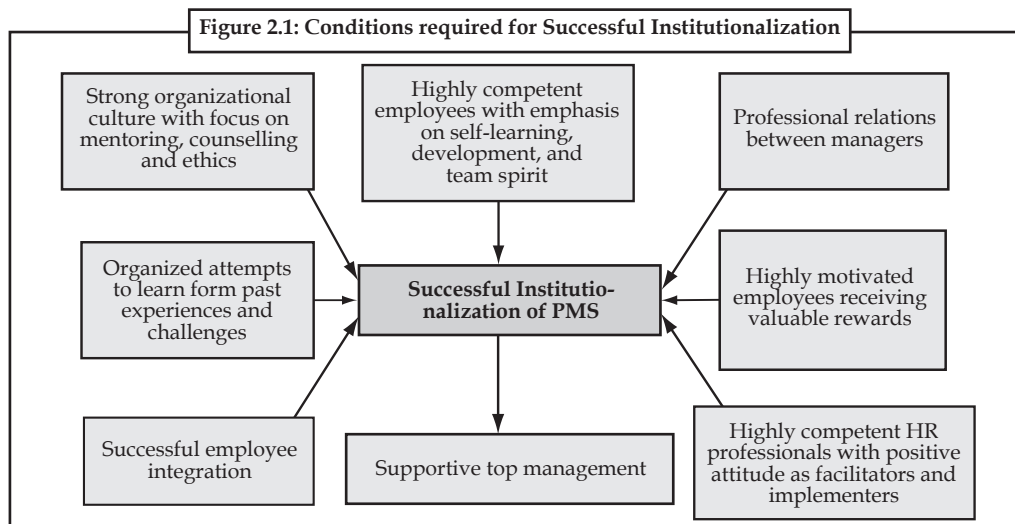 Figure 2.1: Conditions required for Successful Institutionalization
Strong organizational
culture with focus on
mentoring, counselling
and ethics
Highly competent
employees with emphasis
on self-learning,
development, and
team spirit
Professional relations
between managers
Organized attempts
to learn form past
experiences and
challenges
Successful Institutio-
nalization of PMS
Highly motivated
employees receiving
valuable rewards
Successful employee
integration
Supportive top management
Highly competent HR
professionals with positive
attitude as facilitators and
implementers